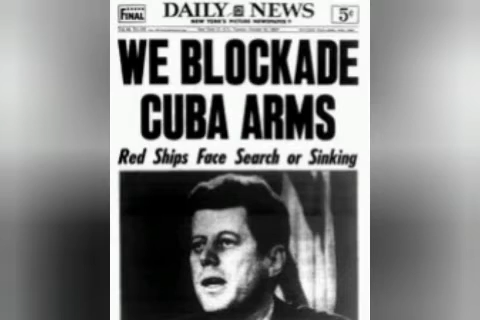 FINAL
DAILY NEWS
5¢
NEW YORK'S PICTURE NEWSPAPER
WE BLOCKADE
CUBA ARMS
Red Ships Face Search or Sinking